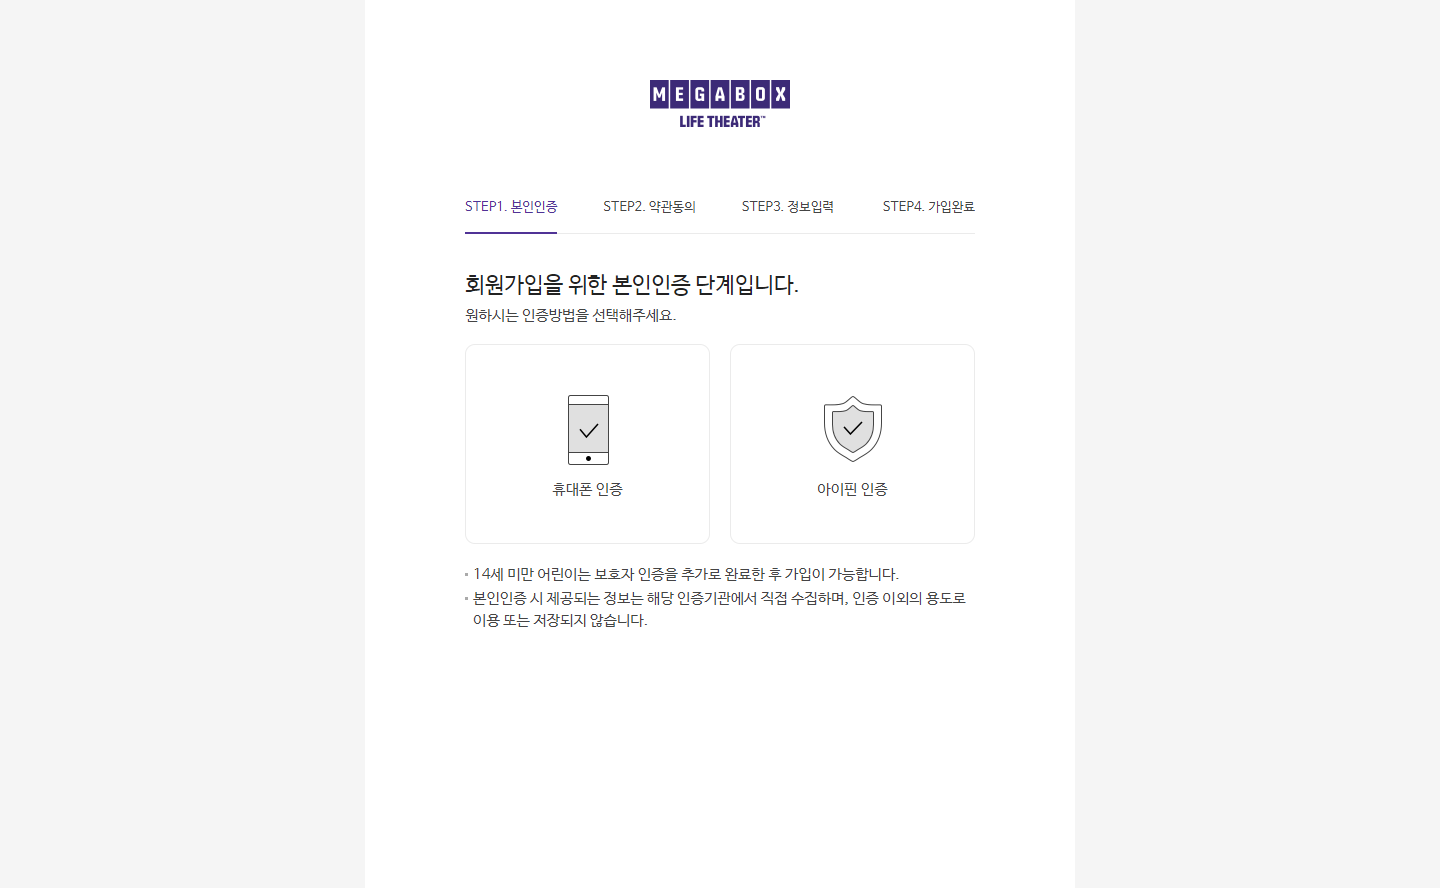 MEGABOX
LIFE THEATER™
STEP1. 본인인증
STEP2. 약관동의
STEP3. 정보입력
STEP4. 가입완료
회원가입을 위한 본인인증 단계입니다.
원하시는 인증방법을 선택해주세요.
휴대폰 인증
아이핀 인증
14세 미만 어린이는 보호자 인증을 추가로 완료한 후 가입이 가능합니다.
본인인증 시 제공되는 정보는 해당 인증기관에서 직접 수집하며, 인증 이외의 용도로
이용 또는 저장되지 않습니다.